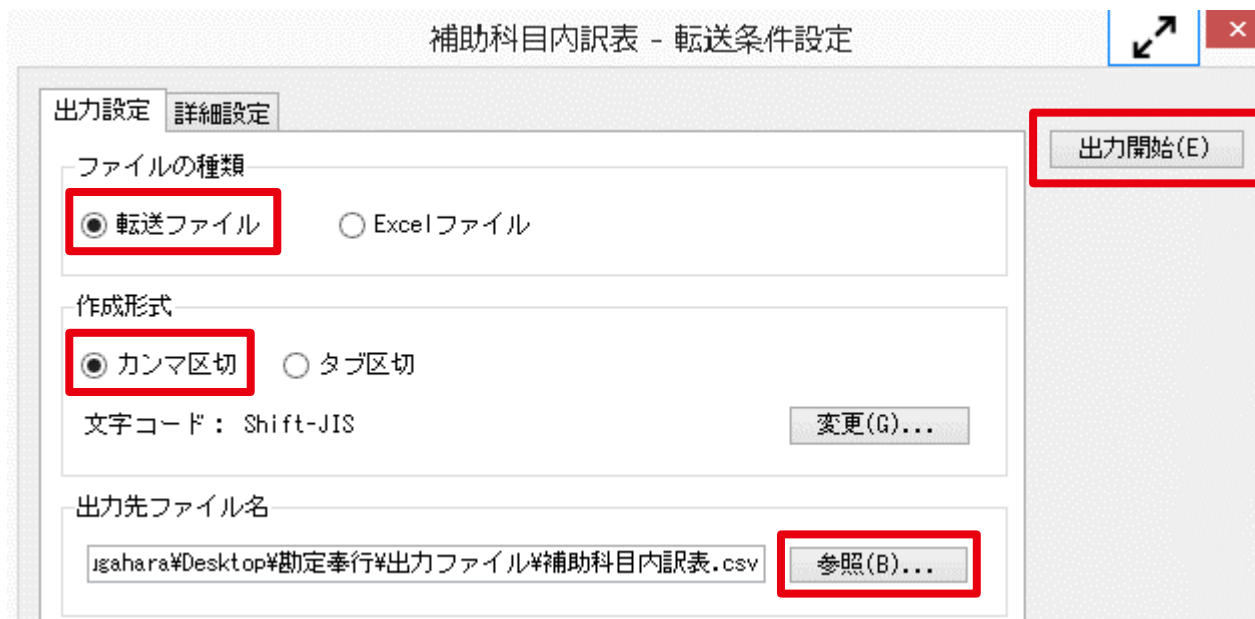 補助科目内訳表 - 転送条件設定
出力設定 詳細設定
出力開始(E)
ファイルの種類
転送ファイル Excelファイル
作成形式
カンマ区切 タブ区切
文字コード： Shift-JIS 変更(G)...
出力先ファイル名
ugahara¥Desktop¥勘定奉行¥出力ファイル¥補助科目内訳表.csv 参照(B)...